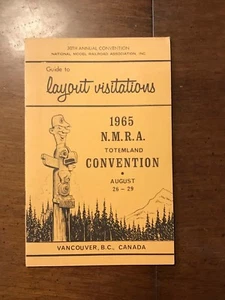 30TH ANNUAL CONVENTION
NATIONAL MODEL RAILROAD ASSOCIATION, INC.
Guide to
layout visitations
1965
N.M.R.A.
TOTEMLAND
CONVENTION
AUGUST
26 - 29
VANCOUVER, B.C., CANADA